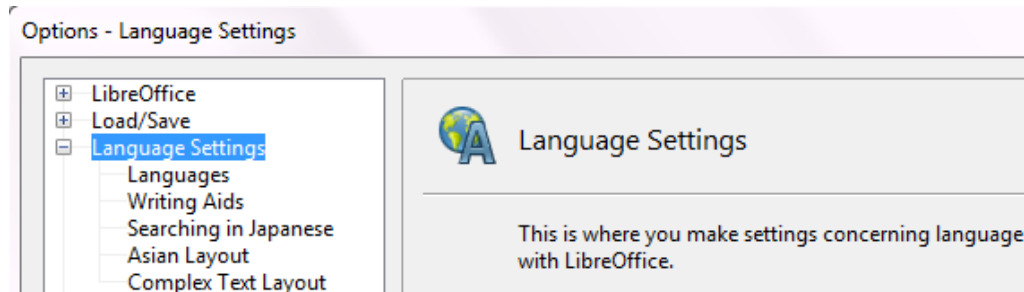 Options - Language Settings
LibreOffice
Load/Save
Language Settings
Languages
Writing Aids
Searching in Japanese
Asian Layout
Complex Text Layout
Language Settings
This is where you make settings concerning language
with LibreOffice.